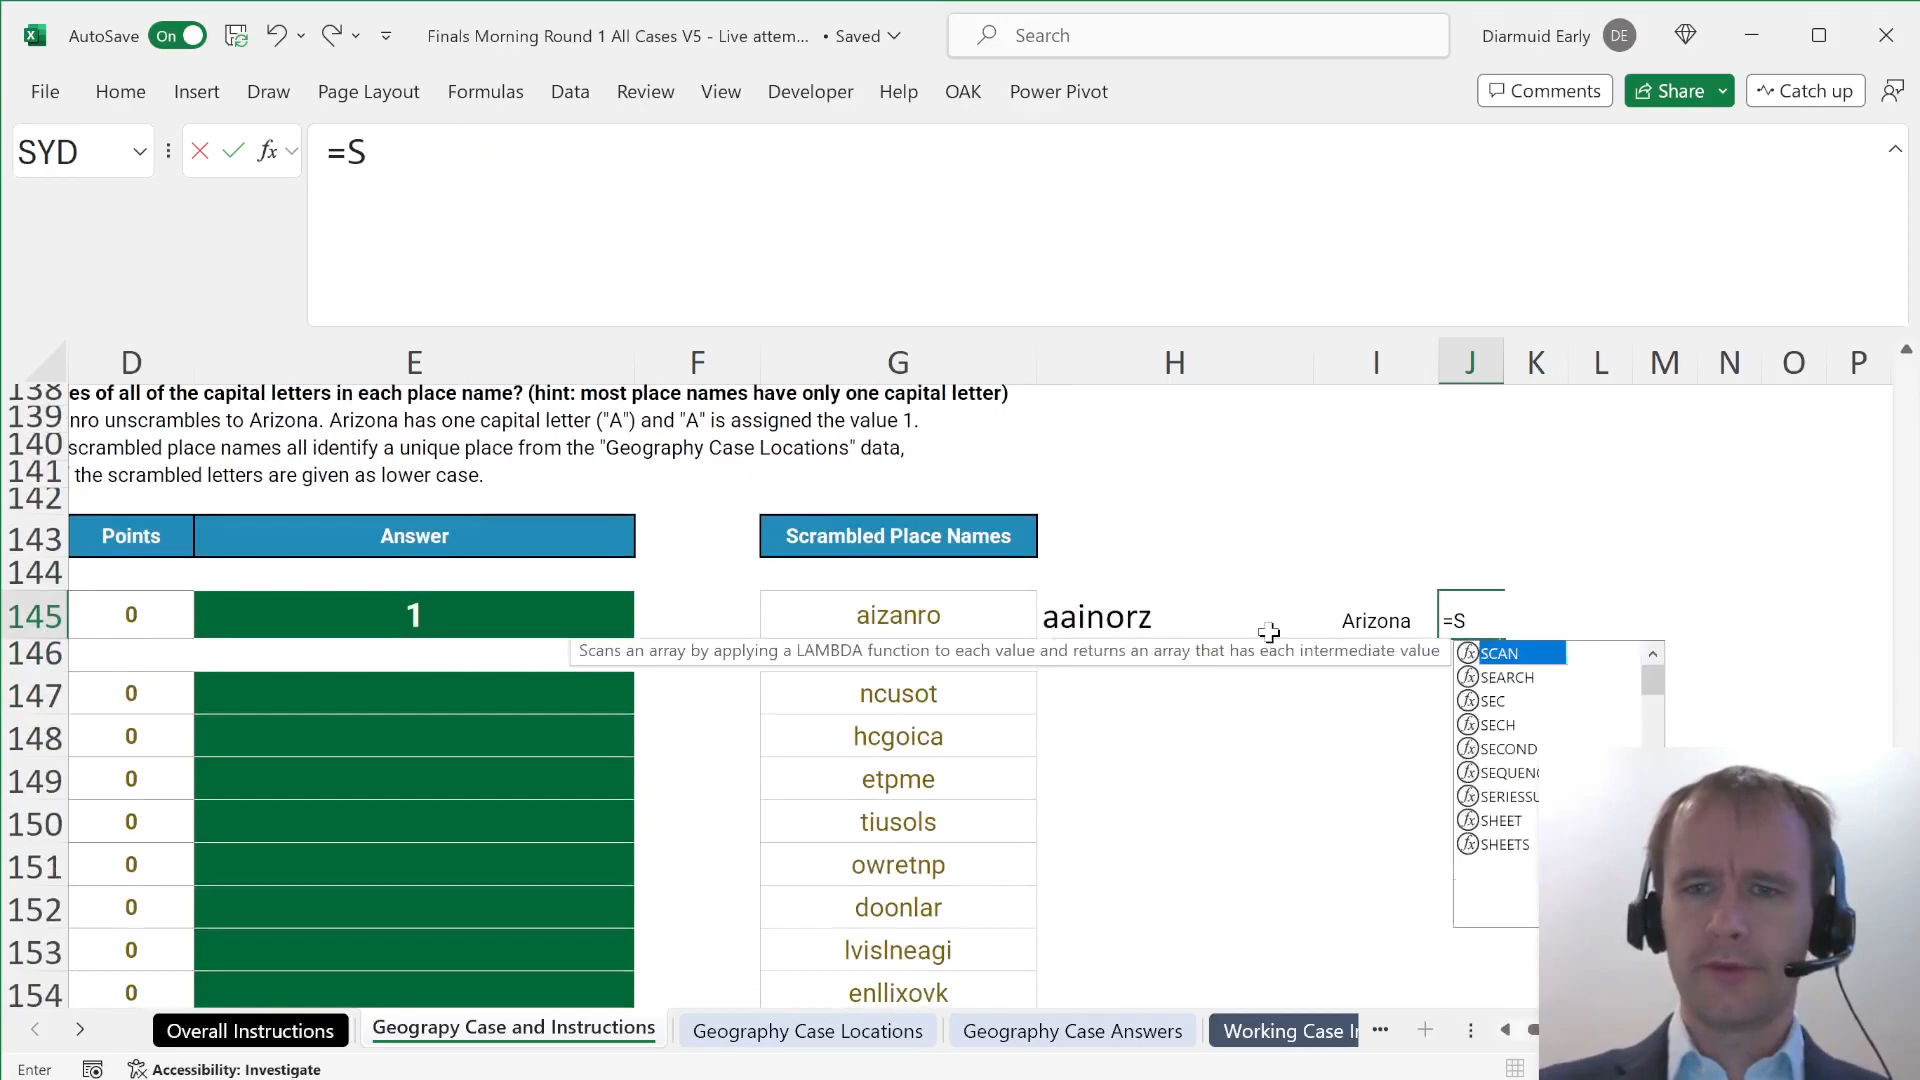 AutoSave On Finals Morning Round 1 All Cases V5 - Live attem... • Saved Search Diarmuid Early DE
File Home Insert Draw Page Layout Formulas Data Review View Developer Help OAK Power Pivot Comments Share Catch up
SYD fx =S
D E F G H I J K L M N O P
138 es of all of the capital letters in each place name? (hint: most place names have only one capital letter)
139 nro unscrambles to Arizona. Arizona has one capital letter ("A") and "A" is assigned the value 1.
140 scrambled place names all identify a unique place from the "Geography Case Locations" data,
141 the scrambled letters are given as lower case.
142
143 Points Answer Scrambled Place Names
144
145 0 1 aizanro aainorz Arizona =S
146 Scans an array by applying a LAMBDA function to each value and returns an array that has each intermediate value
SCAN
SEARCH
SEC
SECH
SECOND
SEQUENC
SERIESSU
SHEET
SHEETS
147 0 ncusot
148 0 hcgoica
149 0 etpme
150 0 tiusols
151 0 owretnp
152 0 doonlar
153 0 lvislneagi
154 0 enllixovk
Overall Instructions Geograpy Case and Instructions Geography Case Locations Geography Case Answers Working Case I
Enter Accessibility: Investigate